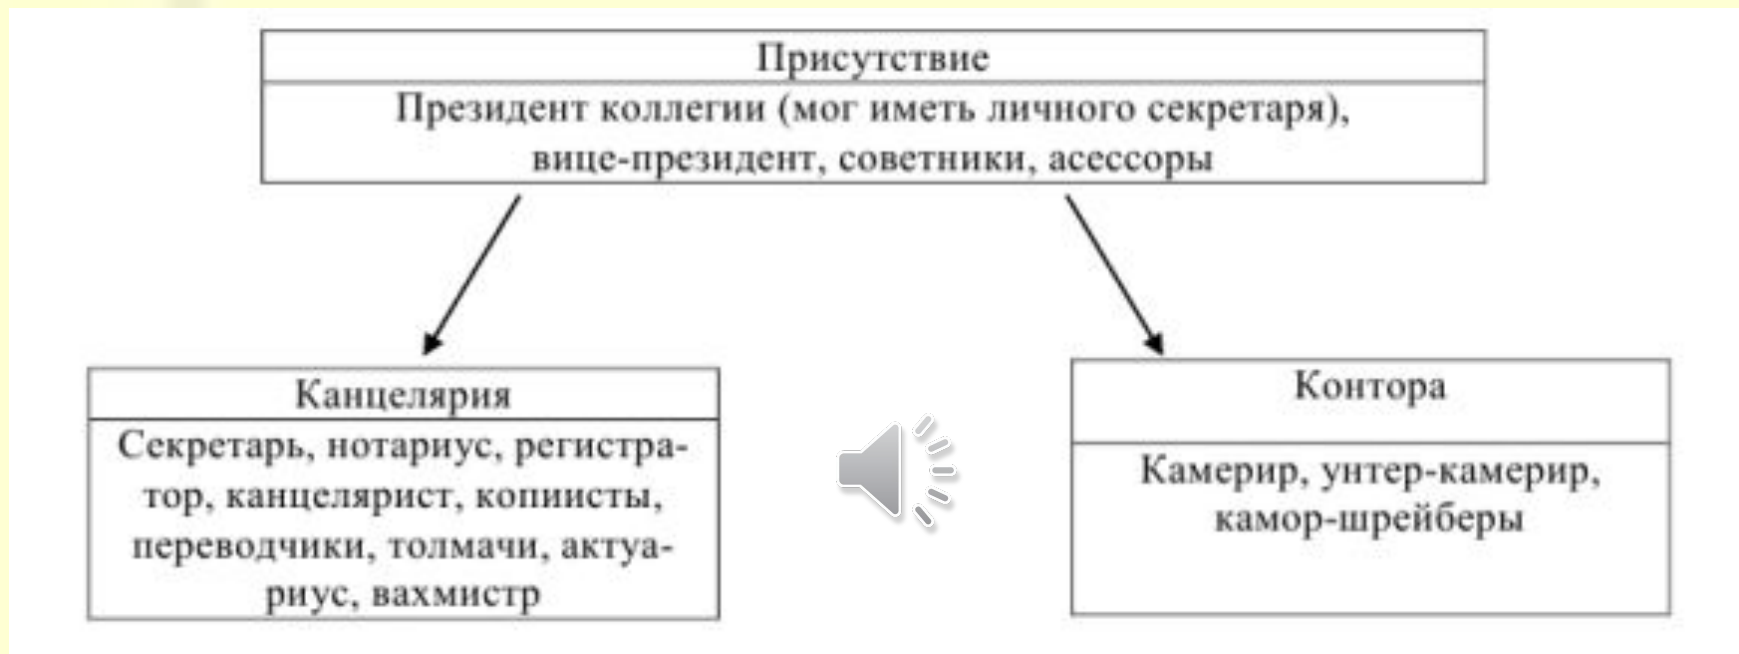 Присутствие
Президент коллегии (мог иметь личного секретаря),
вице-президент, советники, асессоры
Канцелярия
Секретарь, нотариус, регистра-
тор, канцелярист, копиисты,
переводчики, толмачи, актуа-
риус, вахмистр
Контора
Камерир, унтер-камерир,
камор-шрейберы